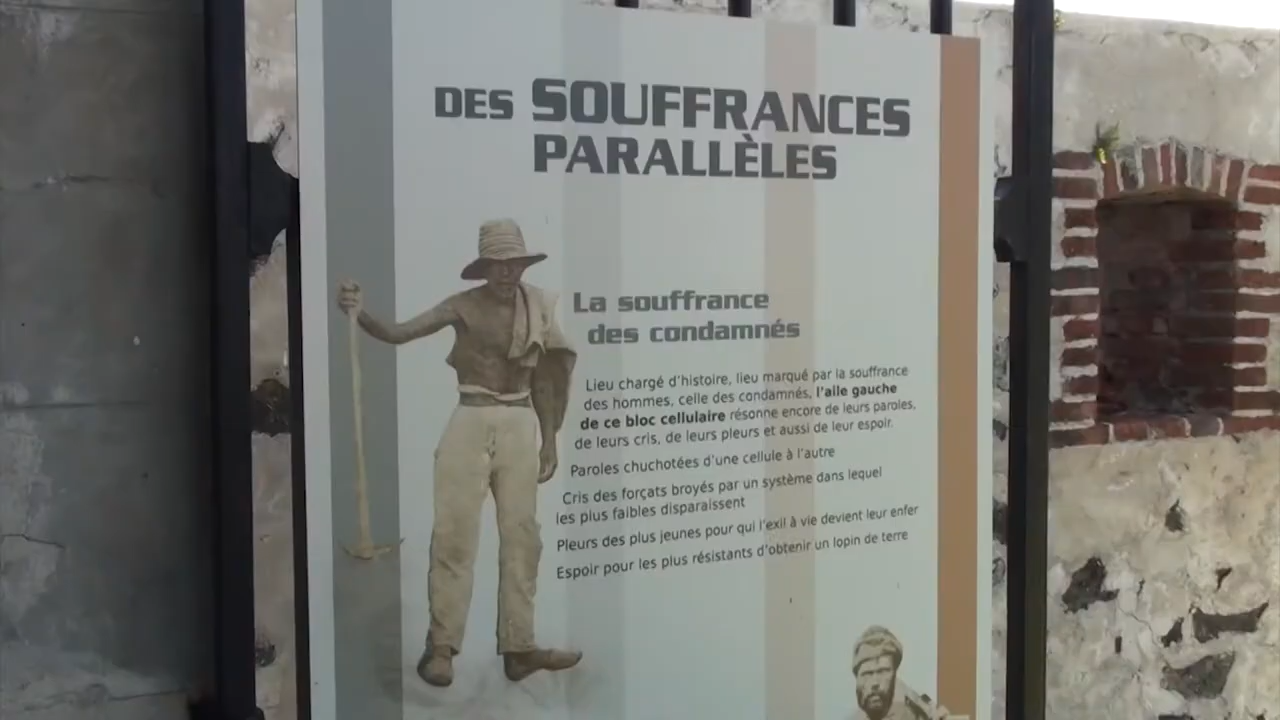 DES SOUFFRANCES
PARALLÈLES
La souffrance
des condamnés
Lieu chargé d'histoire, lieu marqué par la souffrance
des hommes, celle des condamnés, l'aile gauche
de ce bloc cellulaire résonne encore de leurs paroles,
de leurs cris, de leurs pleurs et aussi de leur espoir.
Paroles chuchotées d'une cellule à l'autre
Cris des forçats broyés par un système dans lequel
les plus faibles disparaissent
Pleurs des plus jeunes pour qui l'exil à vie devient leur enfer
Espoir pour les plus résistants d'obtenir un lopin de terre